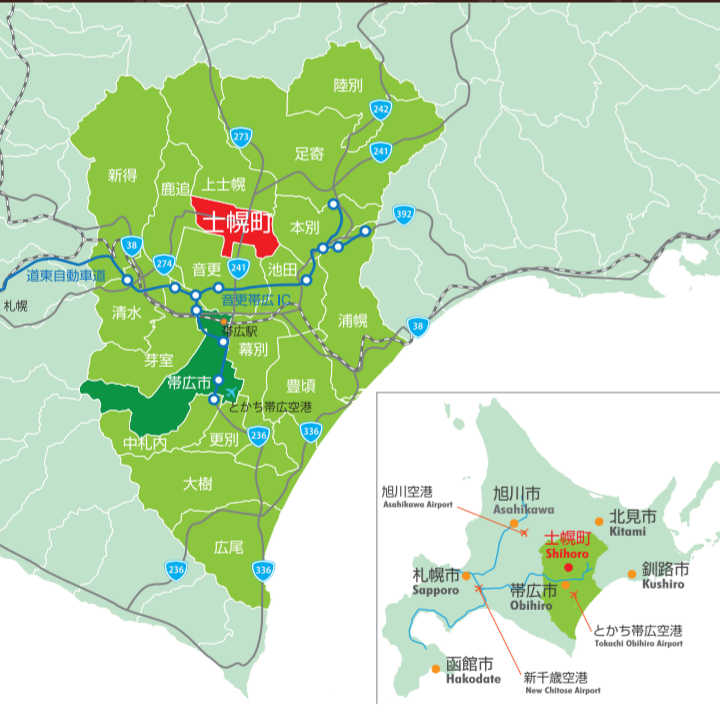 陸別
242
273
241
足寄
新得
鹿追
上士幌
士幌町
本別
392
38
274
音更
241
池田
道東自動車道
札幌
音更帯広 IC.
清水
帯広駅
浦幌
38
芽室
幕別
帯広市
豊頃
とかち帯広空港
中札内
更別
236
336
大樹
広尾
236
336
旭川空港
Asahikawa Airport
旭川市
Asahikawa
北見市
Kitami
士幌町
Shihoro
札幌市
Sapporo
帯広市
Obihiro
釧路市
Kushiro
とかち帯広空港
Tokachi Obihiro Airport
函館市
Hakodate
新千歳空港
New Chitose Airport